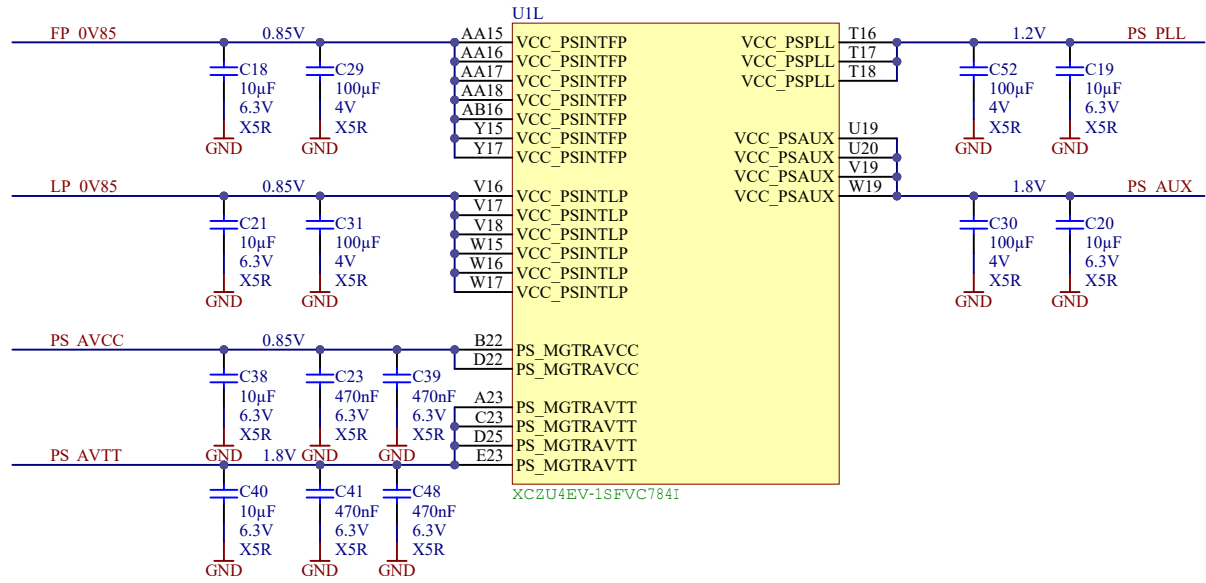 U1L
FP_0V85
0.85V
AA15 VCC_PSINTFP
AA16 VCC_PSINTFP
AA17 VCC_PSINTFP
AA18 VCC_PSINTFP
AB16 VCC_PSINTFP
Y15 VCC_PSINTFP
Y17 VCC_PSINTFP
C18
10µF
6.3V
X5R
GND
C29
100µF
4V
X5R
GND
LP_0V85
0.85V
V16 VCC_PSINTLP
V17 VCC_PSINTLP
V18 VCC_PSINTLP
W15 VCC_PSINTLP
W16 VCC_PSINTLP
W17 VCC_PSINTLP
C21
10µF
6.3V
X5R
GND
C31
100µF
4V
X5R
GND
PS_AVCC
0.85V
B22 PS_MGTRAVCC
D22 PS_MGTRAVCC
C38
10µF
6.3V
X5R
GND
C23
470nF
6.3V
X5R
GND
C39
470nF
6.3V
X5R
GND
PS_AVTT
1.8V
A23 PS_MGTRAVTT
C23 PS_MGTRAVTT
D25 PS_MGTRAVTT
E23 PS_MGTRAVTT
C40
10µF
6.3V
X5R
GND
C41
470nF
6.3V
X5R
GND
C48
470nF
6.3V
X5R
GND
VCC_PSPLL T16
VCC_PSPLL T17
VCC_PSPLL T18
1.2V
PS_PLL
C52
100µF
4V
X5R
GND
C19
10µF
6.3V
X5R
GND
VCC_PSAUX U19
VCC_PSAUX U20
VCC_PSAUX V19
VCC_PSAUX W19
1.8V
PS_AUX
C30
100µF
4V
X5R
GND
C20
10µF
6.3V
X5R
GND
XCZU4EV-1SFVC784I